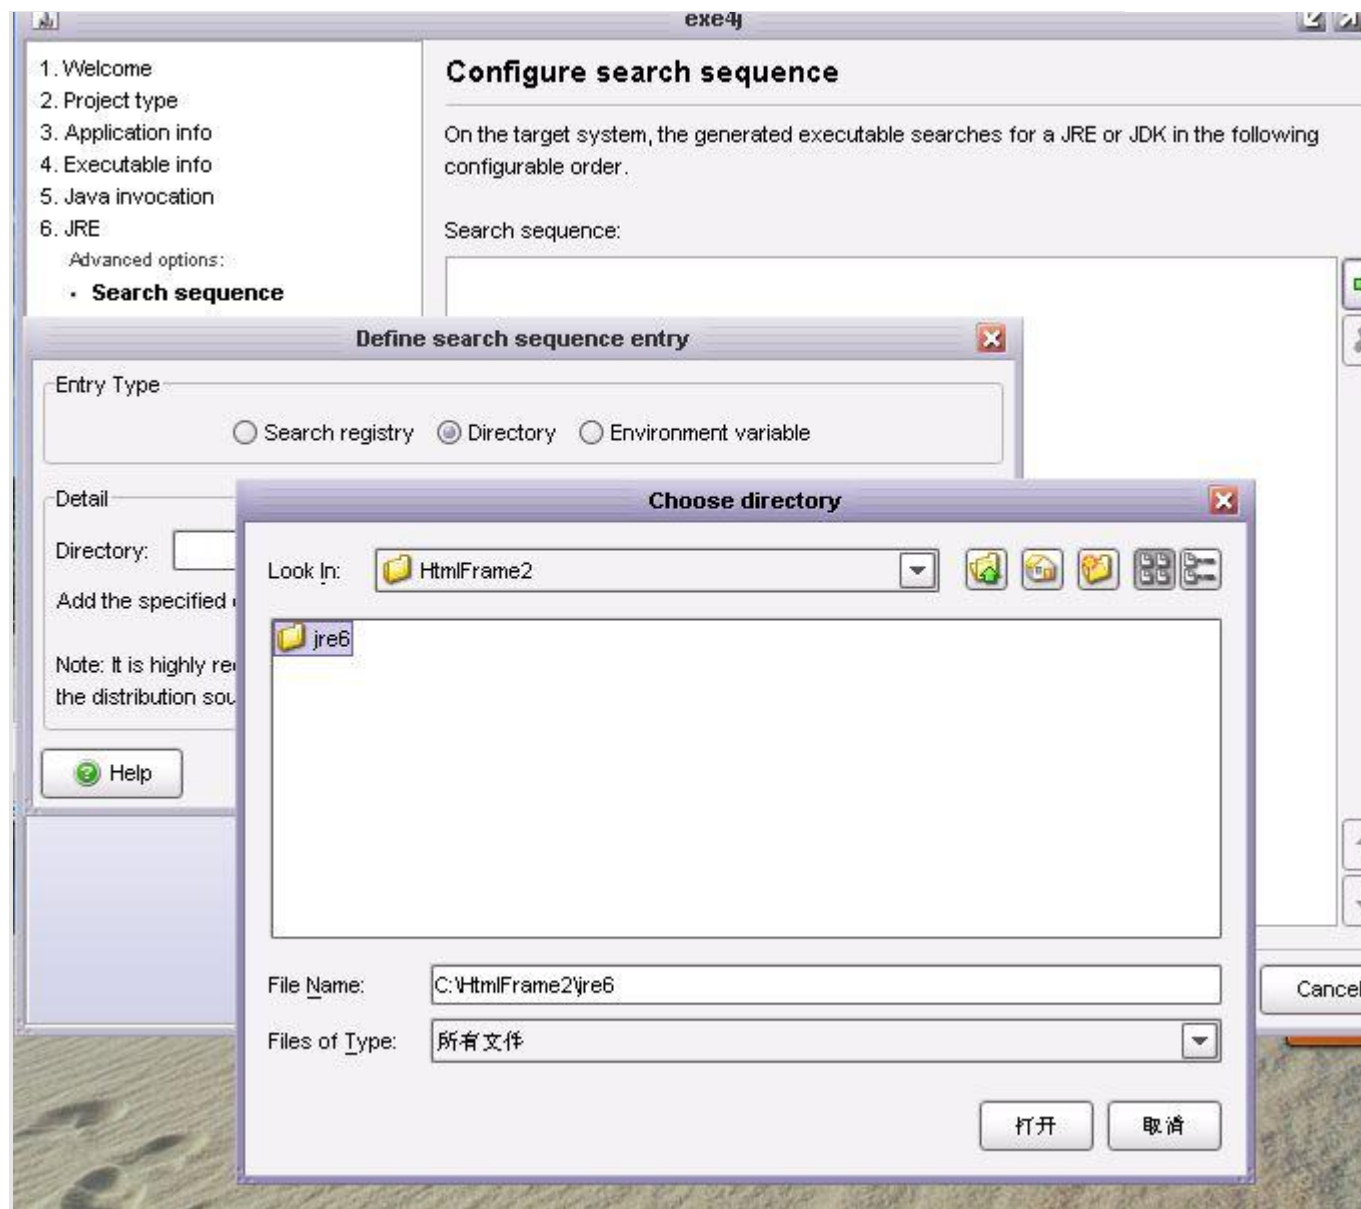 exe4j
1. Welcome
2. Project type
3. Application info
4. Executable info
5. Java invocation
6. JRE
Advanced options:
· Search sequence
Configure search sequence
On the target system, the generated executable searches for a JRE or JDK in the following
configurable order.
Search sequence:
Define search sequence entry
Entry Type
Search registry Directory Environment variable
Detail
Directory:
Add the specified
Note: It is highly
the distribution
Help
Choose directory
Look In: HtmlFrame2
jre6
File Name: C:\HtmlFrame2\jre6
Files of Type: 所有文件
打开 取消
Cancel